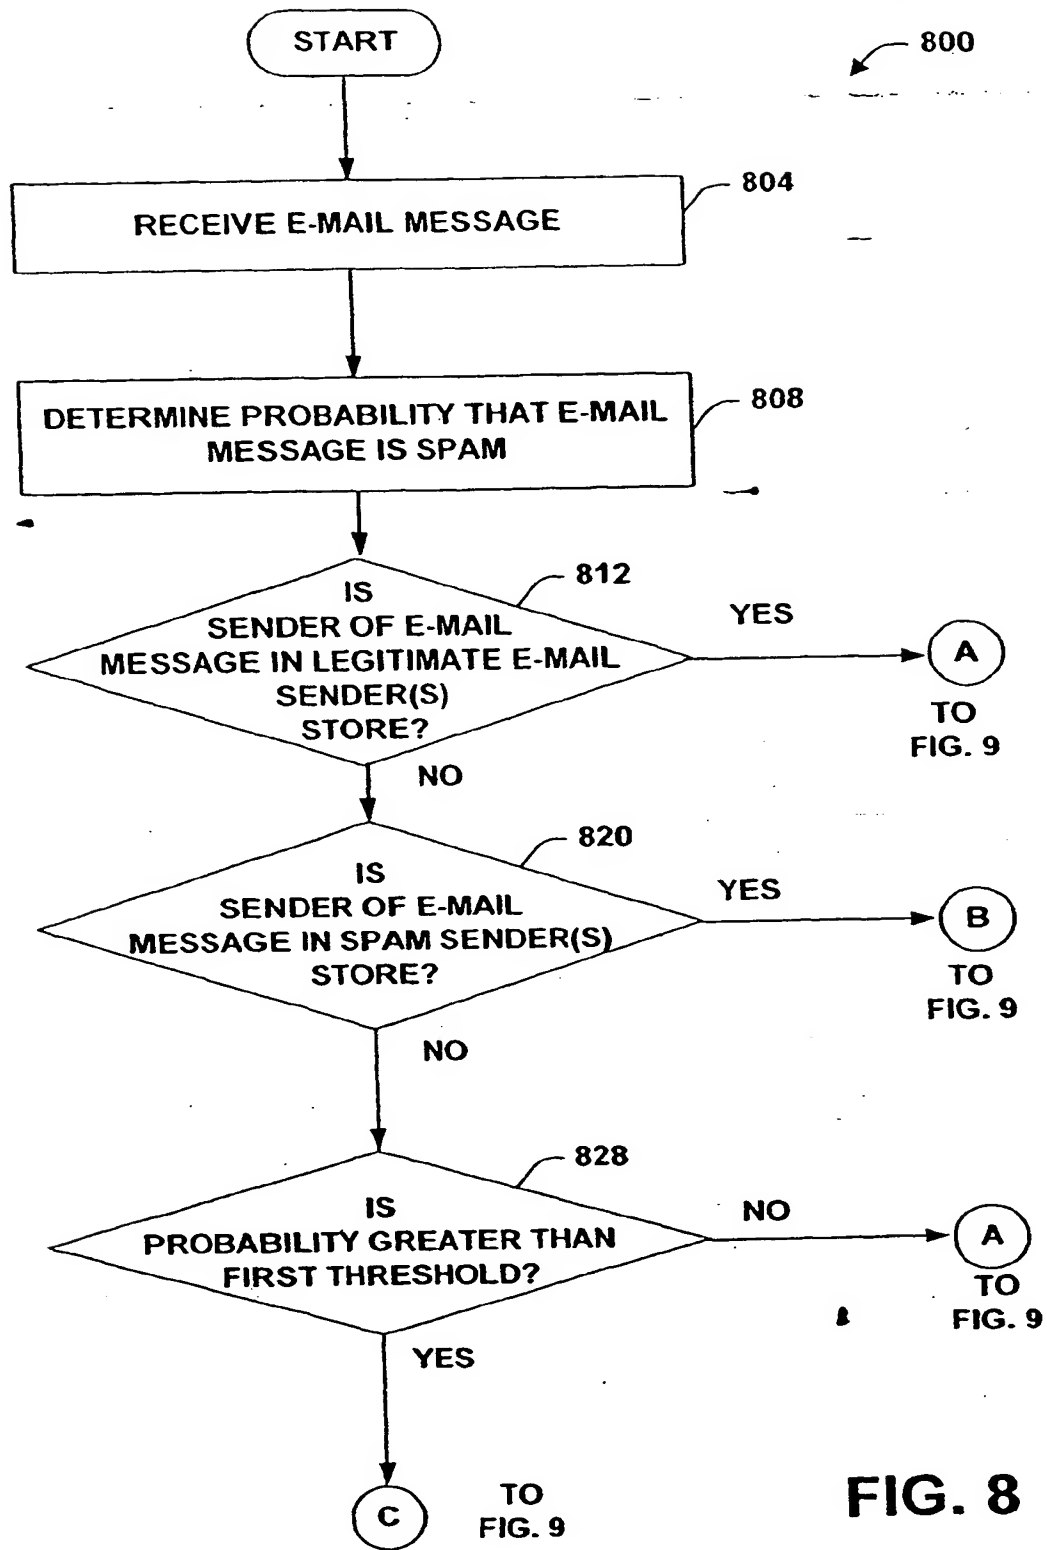 START
800
804
RECEIVE E-MAIL MESSAGE
808
DETERMINE PROBABILITY THAT E-MAIL
MESSAGE IS SPAM
812
IS
SENDER OF E-MAIL
MESSAGE IN LEGITIMATE E-MAIL
SENDER(S)
STORE?
YES
A
TO
FIG. 9
NO
820
IS
SENDER OF E-MAIL
MESSAGE IN SPAM SENDER(S)
STORE?
YES
B
TO
FIG. 9
NO
828
IS
PROBABILITY GREATER THAN
FIRST THRESHOLD?
NO
A
TO
FIG. 9
YES
C
TO
FIG. 9
FIG. 8